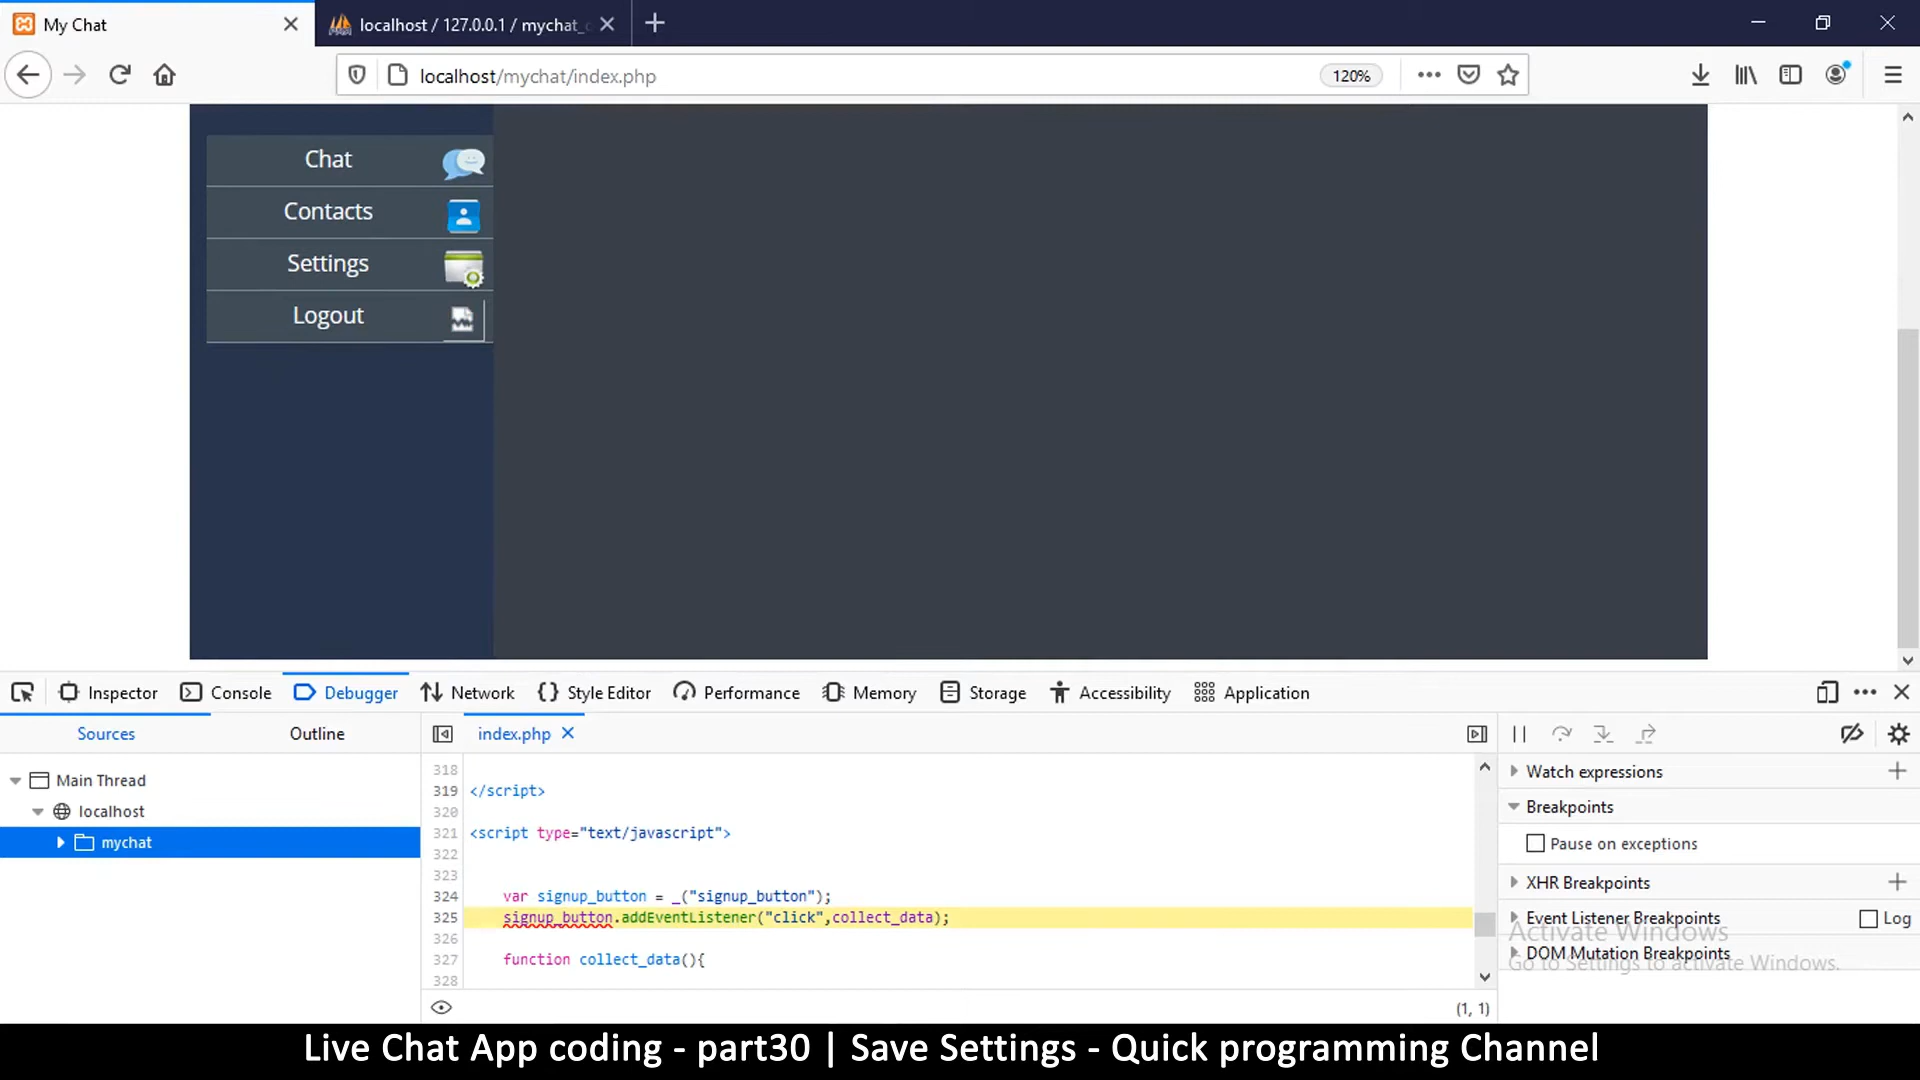 My Chat
localhost / 127.0.0.1 / mychat_
localhost/mychat/index.php
120%
Chat
Contacts
Settings
Logout
Inspector
Console
Debugger
Network
{} Style Editor
Performance
Memory
Storage
Accessibility
Application
Sources
Outline
index.php
Main Thread
localhost
mychat
318
319 </script>
320
321 <script type="text/javascript">
322
323
324 var signup_button = _("signup_button");
325 signup_button.addEventListener("click",collect_data);
326
327 function collect_data(){
328
(1, 1)
Watch expressions
Breakpoints
Pause on exceptions
XHR Breakpoints
Event Listener Breakpoints
Log
Activate Windows
DOM Mutation Breakpoints
Go to Settings to activate Windows.
Live Chat App coding - part30 | Save Settings - Quick programming Channel